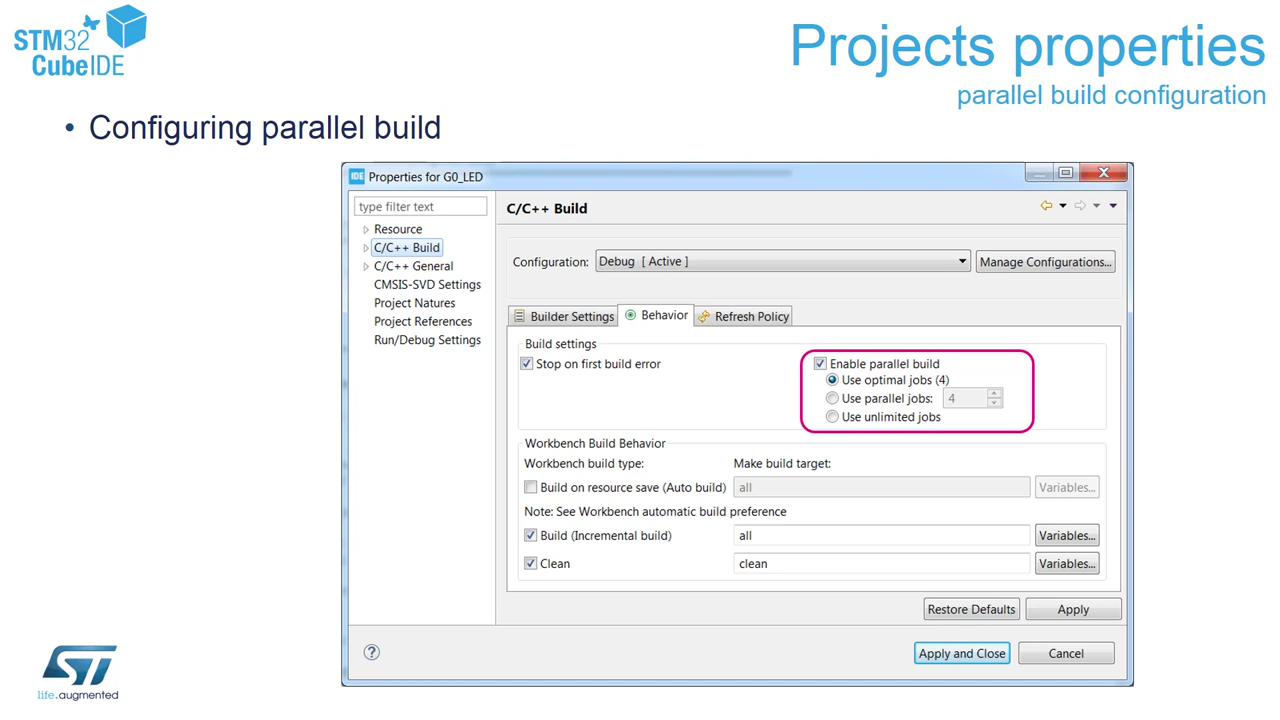 STM32
CubeIDE
Projects properties
parallel build configuration
• Configuring parallel build
IDE Properties for G0_LED
type filter text
Resource
C/C++ Build
C/C++ General
CMSIS-SVD Settings
Project Natures
Project References
Run/Debug Settings
C/C++ Build
Configuration: Debug [ Active ] Manage Configurations...
Builder Settings Behavior Refresh Policy
Build settings
Stop on first build error
Enable parallel build
Use optimal jobs (4)
Use parallel jobs: 4
Use unlimited jobs
Workbench Build Behavior
Workbench build type: Make build target:
Build on resource save (Auto build) all Variables...
Note: See Workbench automatic build preference
Build (Incremental build) all Variables...
Clean clean Variables...
Restore Defaults Apply
? Apply and Close Cancel
ST
life.augmented